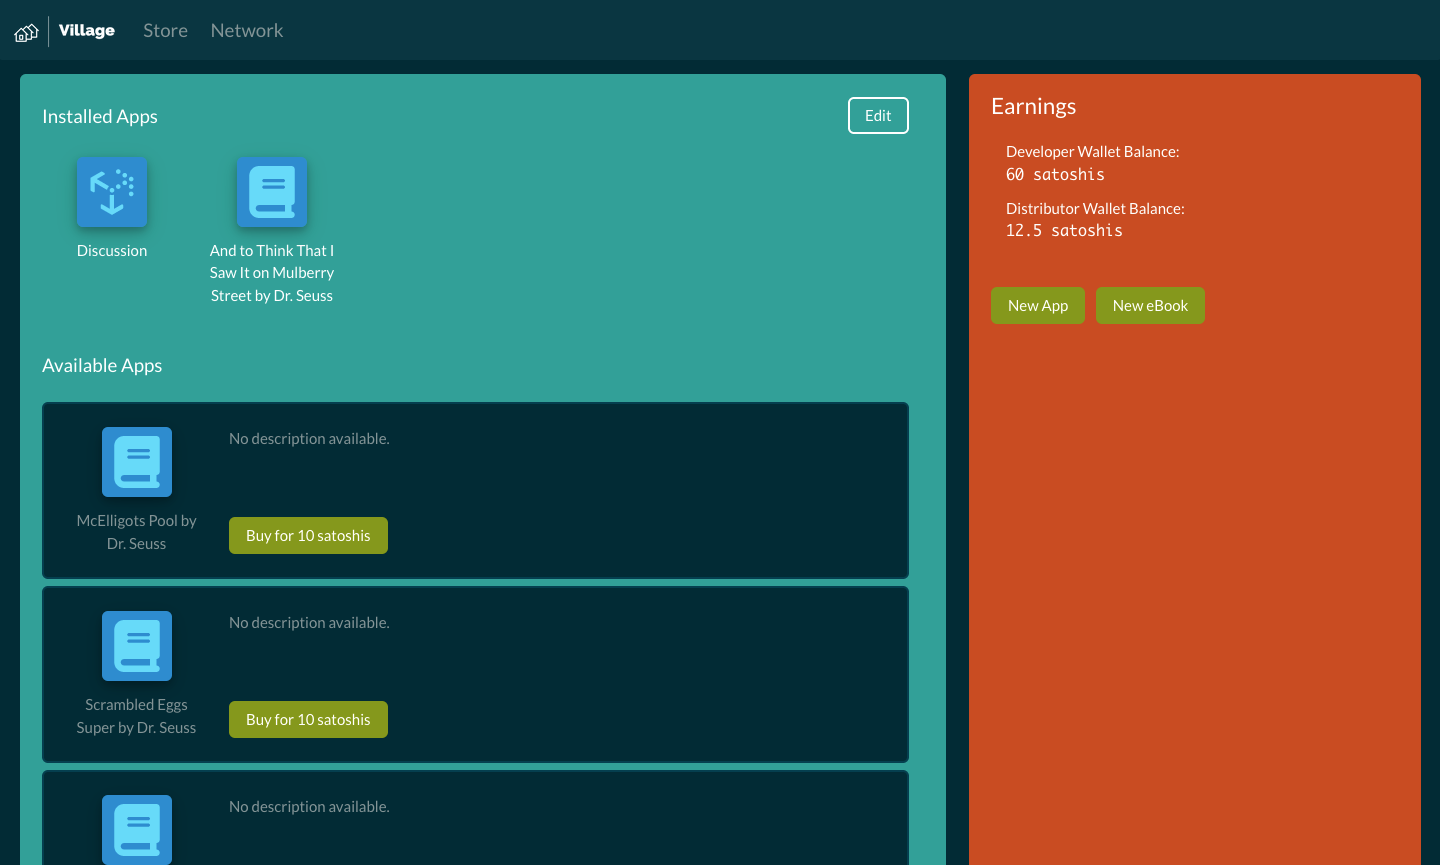 Village
Store
Network
Installed Apps
Edit
Discussion
And to Think That I
Saw It on Mulberry
Street by Dr. Seuss
Available Apps
No description available.
McElligots Pool by
Dr. Seuss
Buy for 10 satoshis
No description available.
Scrambled Eggs
Super by Dr. Seuss
Buy for 10 satoshis
No description available.
Earnings
Developer Wallet Balance:
60 satoshis
Distributor Wallet Balance:
12.5 satoshis
New App
New eBook